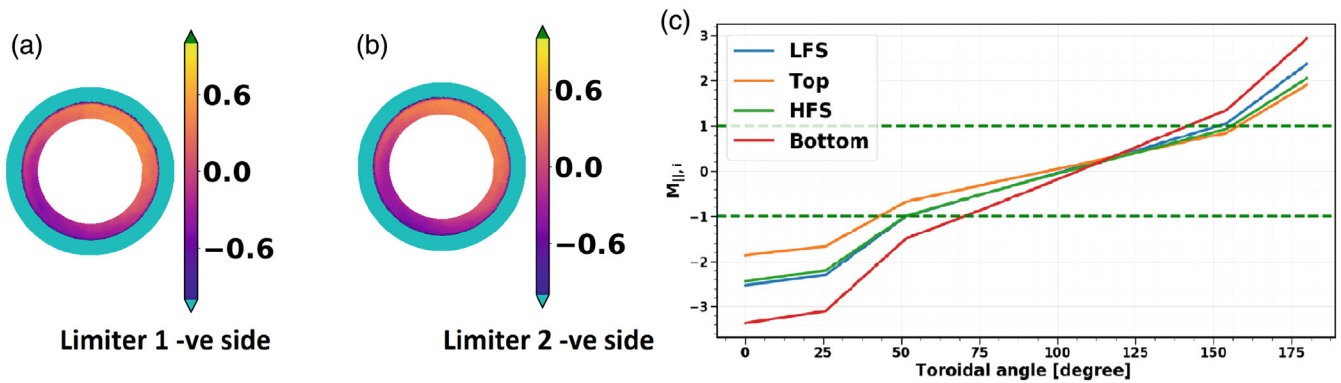 (a)
0.6
0.0
−0.6
Limiter 1 -ve side
(b)
0.6
0.0
−0.6
Limiter 2 -ve side
(c)
LFS
Top
HFS
Bottom
3
2
1
0
−1
−2
−3
M||,i
0 25 50 75 100 125 150 175
Toroidal angle [degree]